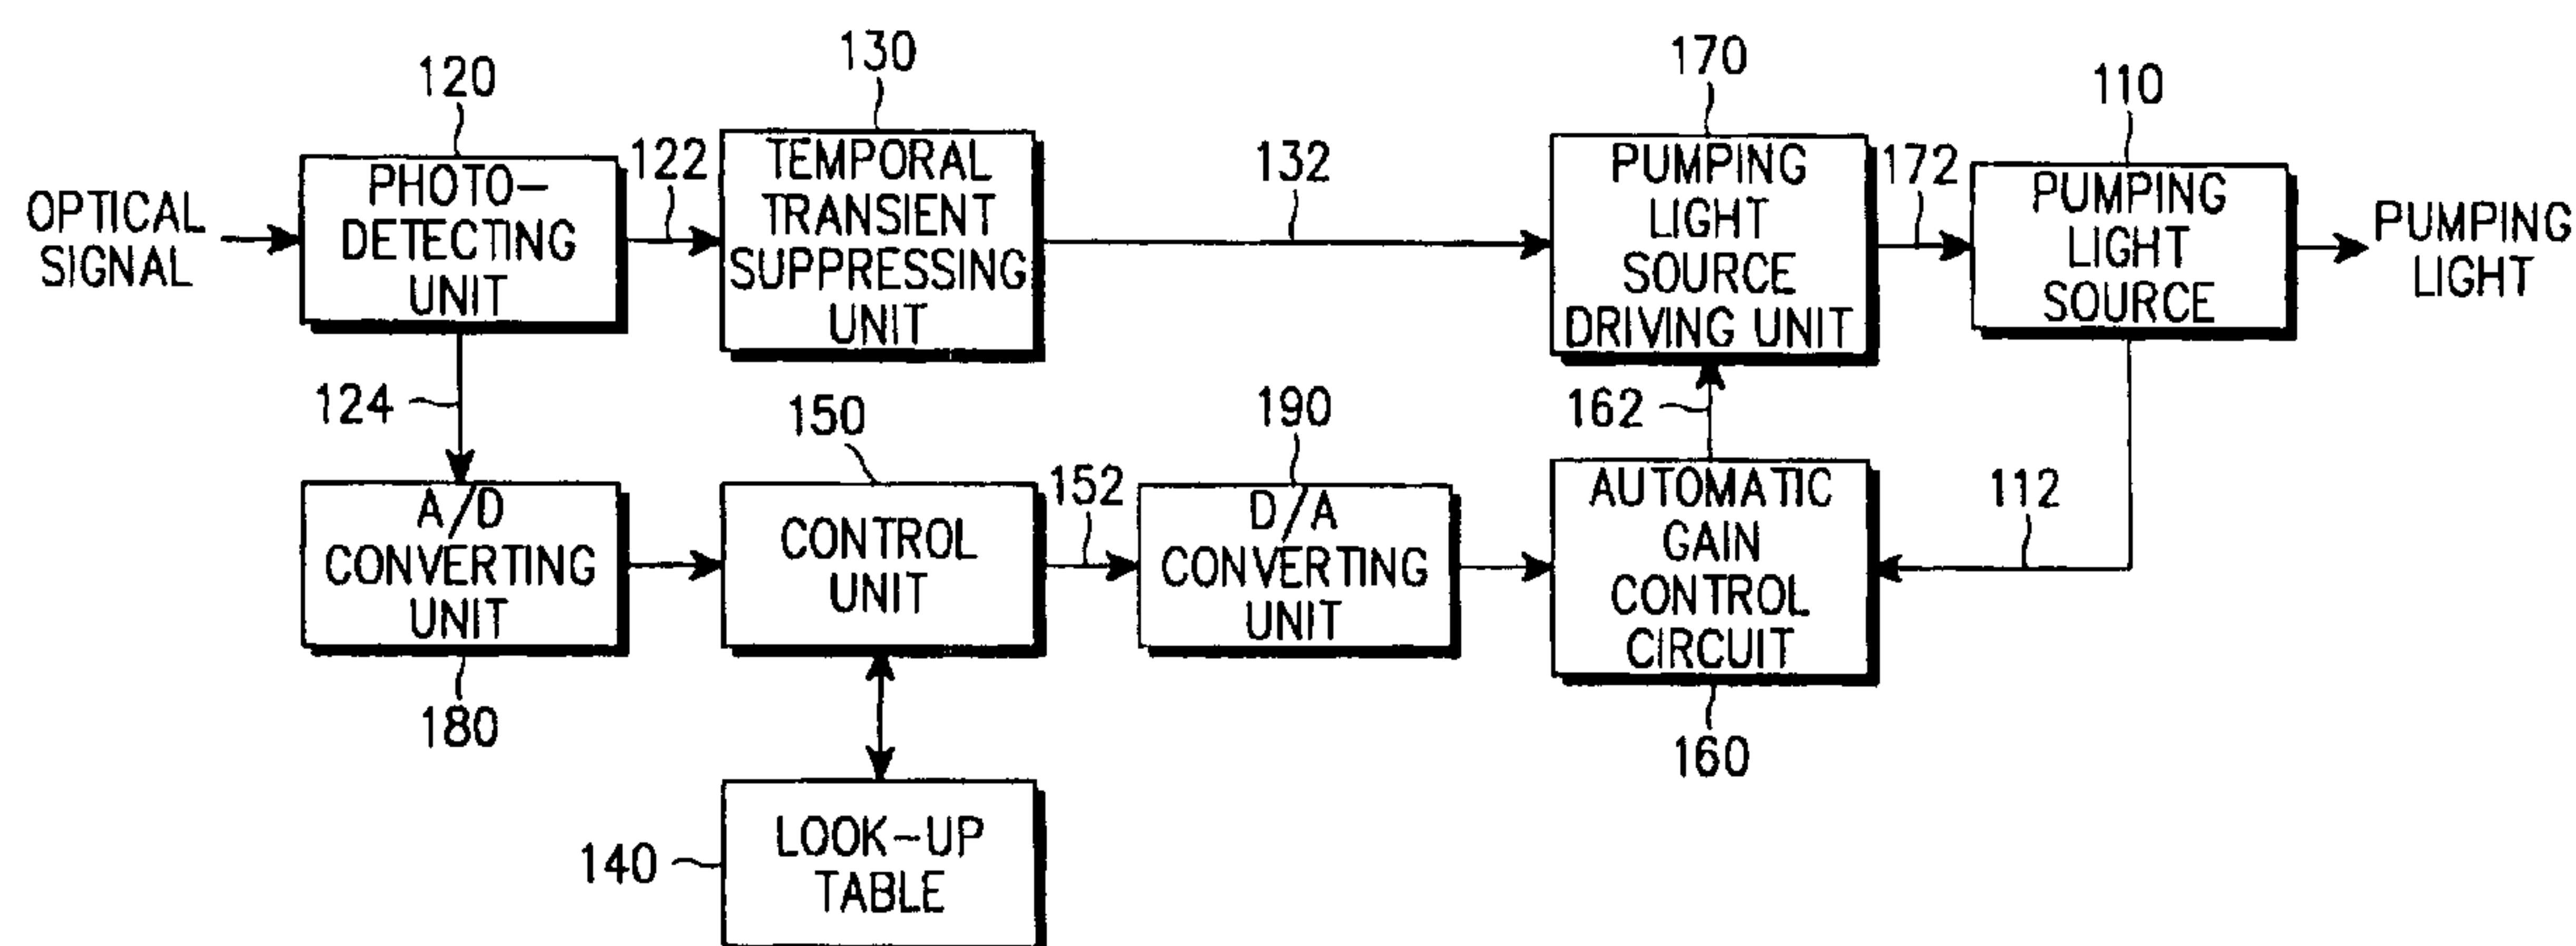 120
130
170
110
OPTICAL
SIGNAL
PHOTO-
DETECTING
UNIT
122
TEMPORAL
TRANSIENT
SUPPRESSING
UNIT
132
PUMPING
LIGHT
SOURCE
DRIVING UNIT
172
PUMPING
LIGHT
SOURCE
PUMPING
LIGHT
124
150
190
162
112
A/D
CONVERTING
UNIT
180
CONTROL
UNIT
152
D/A
CONVERTING
UNIT
AUTOMATIC
GAIN
CONTROL
CIRCUIT
160
140
LOOK-UP
TABLE